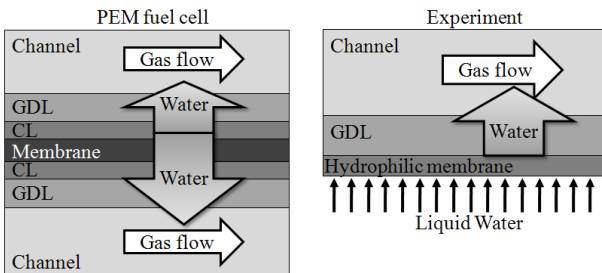 PEM fuel cell
Channel
Gas flow
GDL
Water
CL
Membrane
CL
Water
GDL
Gas flow
Channel
Experiment
Channel
Gas flow
GDL
Water
Hydrophilic membrane
Liquid Water